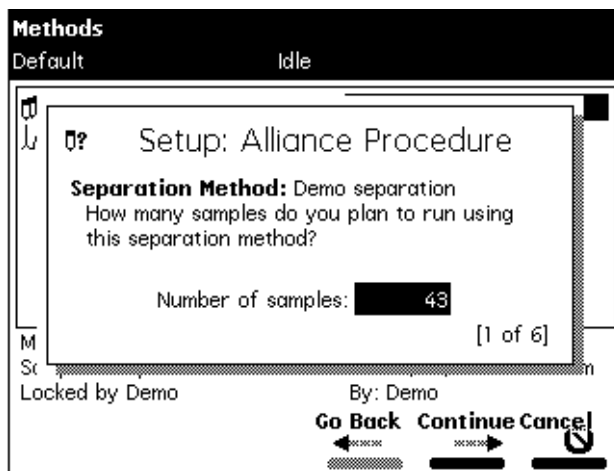 Methods
Default Idle
Setup: Alliance Procedure
Separation Method: Demo separation
How many samples do you plan to run using
this separation method?
Number of samples: 43
[1 of 6]
Locked by Demo By: Demo
Go Back Continue Cancel